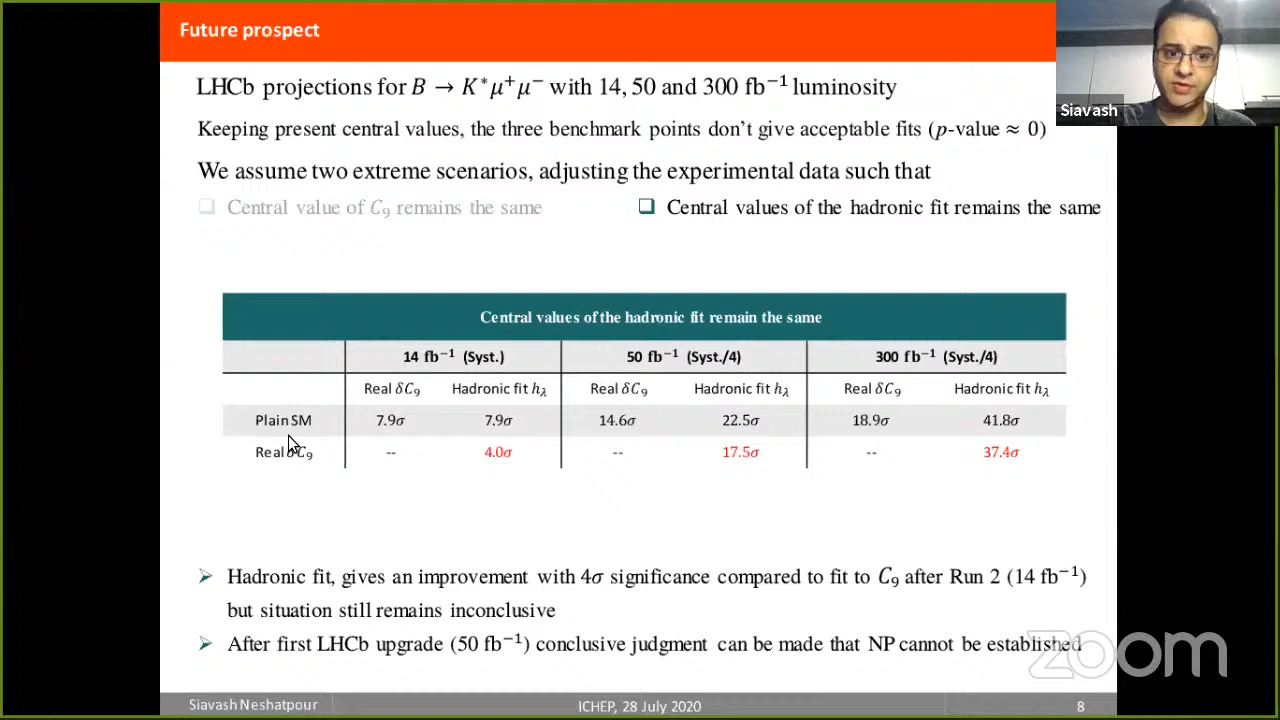 Future prospect
Siavash
LHCb projections for B → K*μ⁺μ⁻ with 14, 50 and 300 fb⁻¹ luminosity
Keeping present central values, the three benchmark points don't give acceptable fits (p-value ≈ 0)
We assume two extreme scenarios, adjusting the experimental data such that
❑ Central value of C₉ remains the same ❑ Central values of the hadronic fit remains the same
Central values of the hadronic fit remain the same
14 fb⁻¹ (Syst.) 50 fb⁻¹ (Syst./4) 300 fb⁻¹ (Syst./4)
Real δC₉ Hadronic fit hλ Real δC₉ Hadronic fit hλ Real δC₉ Hadronic fit hλ
Plain SM 7.9σ 7.9σ 14.6σ 22.5σ 18.9σ 41.8σ
Real δC₉ -- 4.0σ -- 17.5σ -- 37.4σ
➢ Hadronic fit, gives an improvement with 4σ significance compared to fit to C₉ after Run 2 (14 fb⁻¹)
but situation still remains inconclusive
➢ After first LHCb upgrade (50 fb⁻¹) conclusive judgment can be made that NP cannot be established
zoom
Siavash Neshatpour ICHEP, 28 July 2020 8